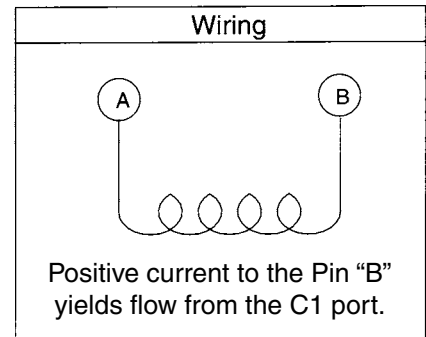 Wiring
A B
Positive current to the Pin “B”
yields flow from the C1 port.